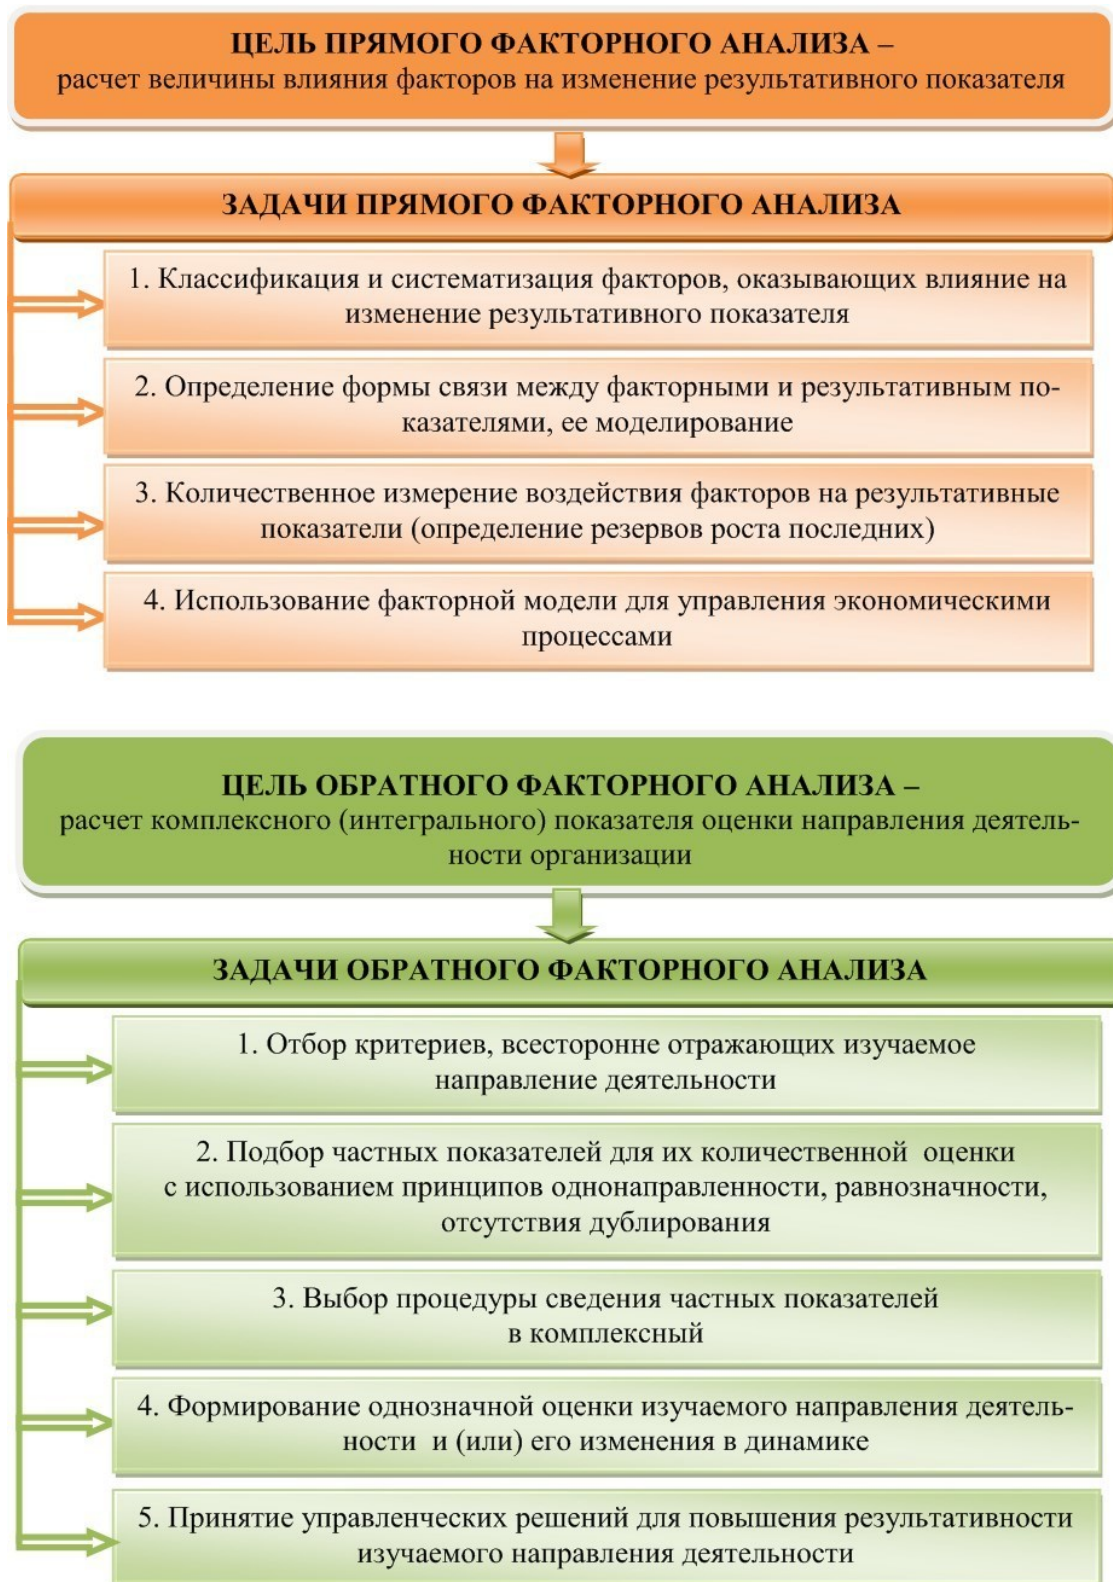 ЦЕЛЬ ПРЯМОГО ФАКТОРНОГО АНАЛИЗА –
расчет величины влияния факторов на изменение результативного показателя
ЗАДАЧИ ПРЯМОГО ФАКТОРНОГО АНАЛИЗА
1. Классификация и систематизация факторов, оказывающих влияние на
изменение результативного показателя
2. Определение формы связи между факторными и результативным по-
казателями, ее моделирование
3. Количественное измерение воздействия факторов на результативные
показатели (определение резервов роста последних)
4. Использование факторной модели для управления экономическими
процессами
ЦЕЛЬ ОБРАТНОГО ФАКТОРНОГО АНАЛИЗА –
расчет комплексного (интегрального) показателя оценки направления деятель-
ности организации
ЗАДАЧИ ОБРАТНОГО ФАКТОРНОГО АНАЛИЗА
1. Отбор критериев, всесторонне отражающих изучаемое
направление деятельности
2. Подбор частных показателей для их количественной оценки
с использованием принципов однонаправленности, равнозначности,
отсутствия дублирования
3. Выбор процедуры сведения частных показателей
в комплексный
4. Формирование однозначной оценки изучаемого направления деятель-
ности и (или) его изменения в динамике
5. Принятие управленческих решений для повышения результативности
изучаемого направления деятельности